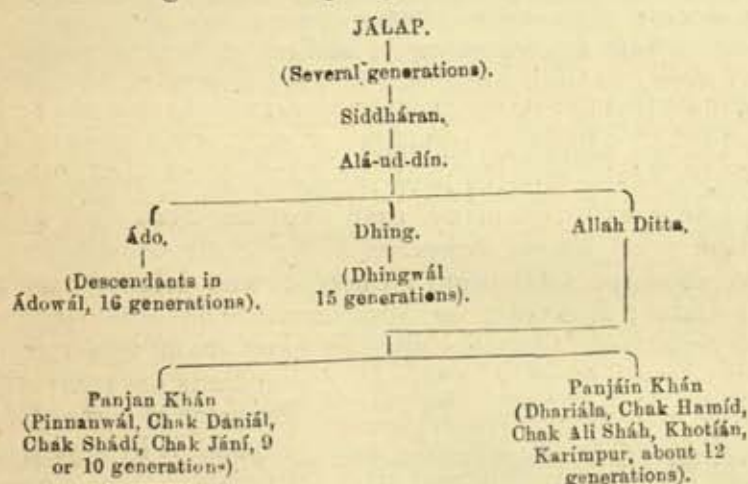 JÁLAP.
(Several generations).
Siddháran.
Alá-ud-dín.
Ádo.
(Descendants in
Ádowál, 16 generations).
Dhing.
(Dhingwál
15 generations).
Allah Ditta.
Panjan Khán
(Pinnanwál, Chak Daniál,
Chak Shádí, Chak Jání, 9
or 10 generations)
Panjáin Khán
(Dhariála, Chak Hamíd,
Chak Ali Sháh, Khotíán,
Karimpur, about 12
generations).